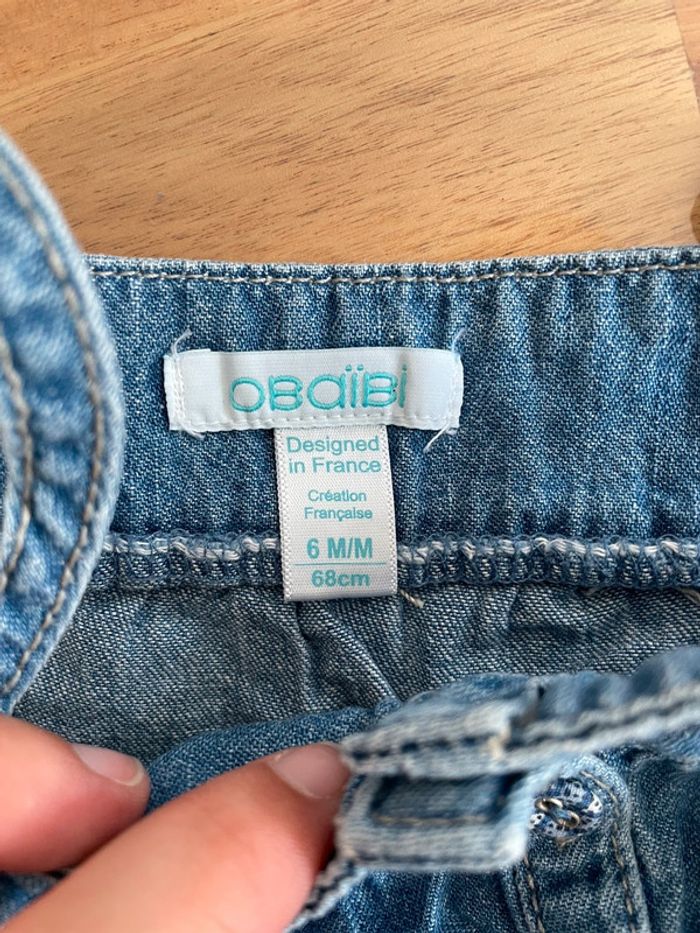 OBaïBi
Designed
in France
Création
Française
6 M/M
68cm